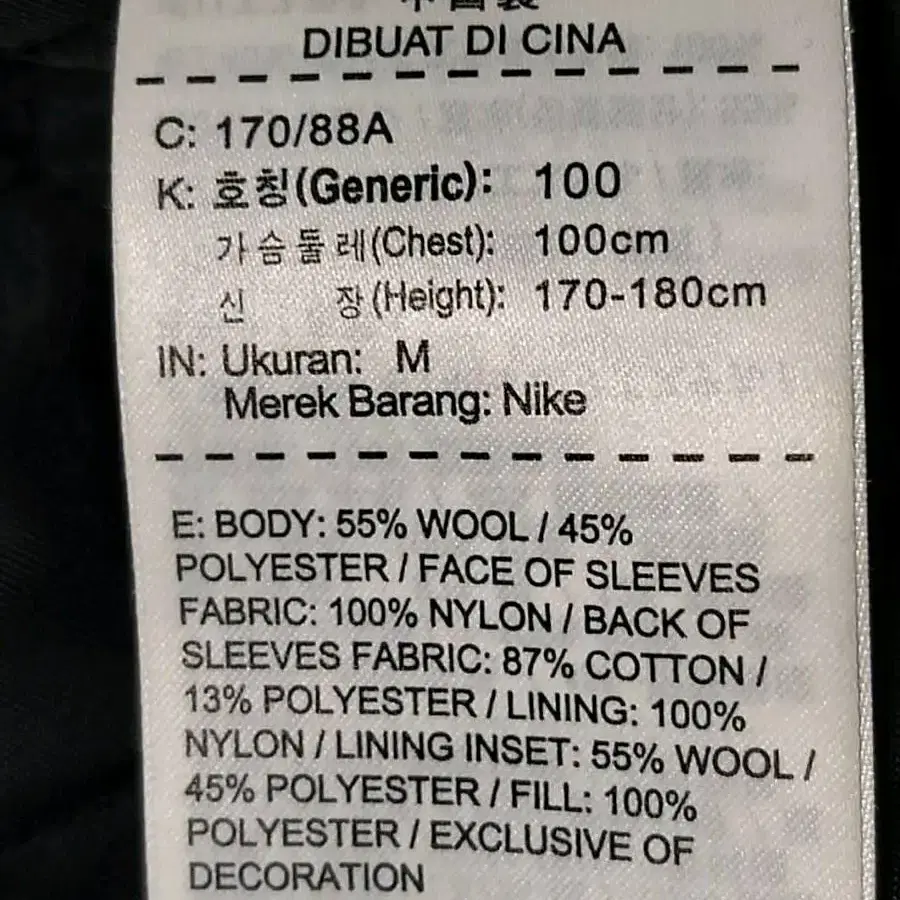 DIBUAT DI CINA
C: 170/88A
K: 호칭(Generic): 100
가슴둘레(Chest): 100cm
신 장(Height): 170-180cm
IN: Ukuran: M
Merek Barang: Nike
E: BODY: 55% WOOL / 45%
POLYESTER / FACE OF SLEEVES
FABRIC: 100% NYLON / BACK OF
SLEEVES FABRIC: 87% COTTON /
13% POLYESTER / LINING: 100%
NYLON / LINING INSET: 55% WOOL /
45% POLYESTER / FILL: 100%
POLYESTER / EXCLUSIVE OF
DECORATION